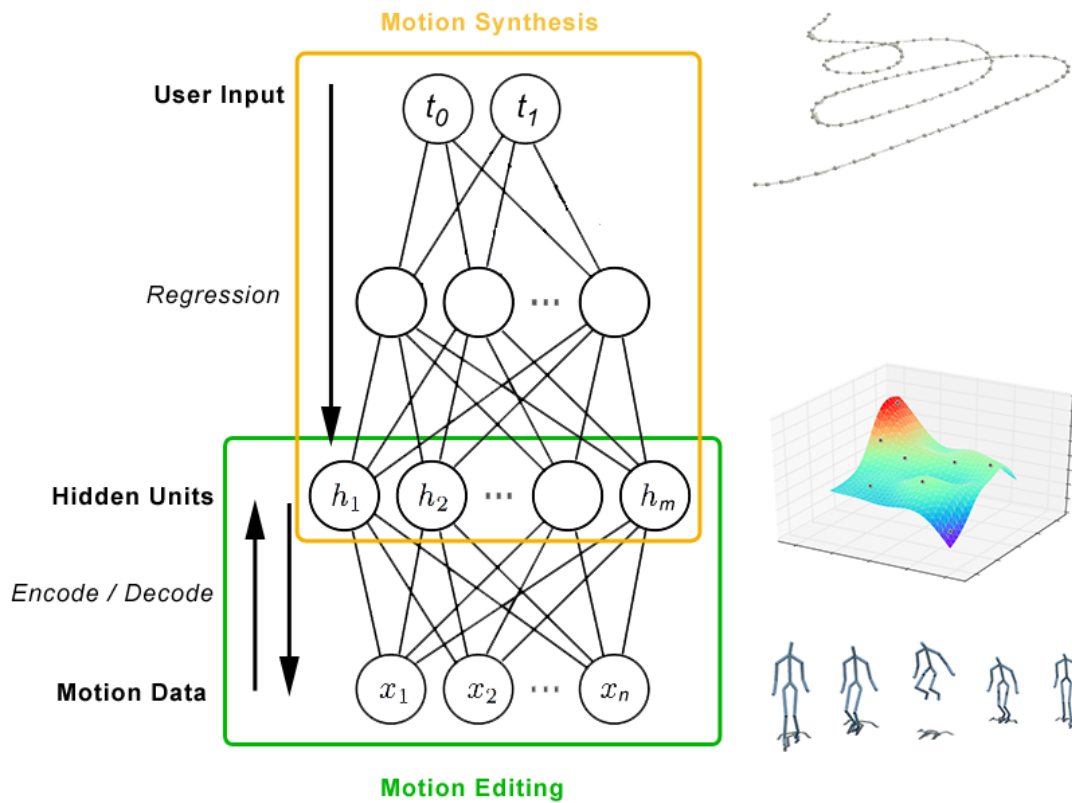 Motion Synthesis
User Input
t0 t1
Regression
...
Hidden Units
h1 h2 ... hm
Encode / Decode
Motion Data
x1 x2 ... xn
Motion Editing